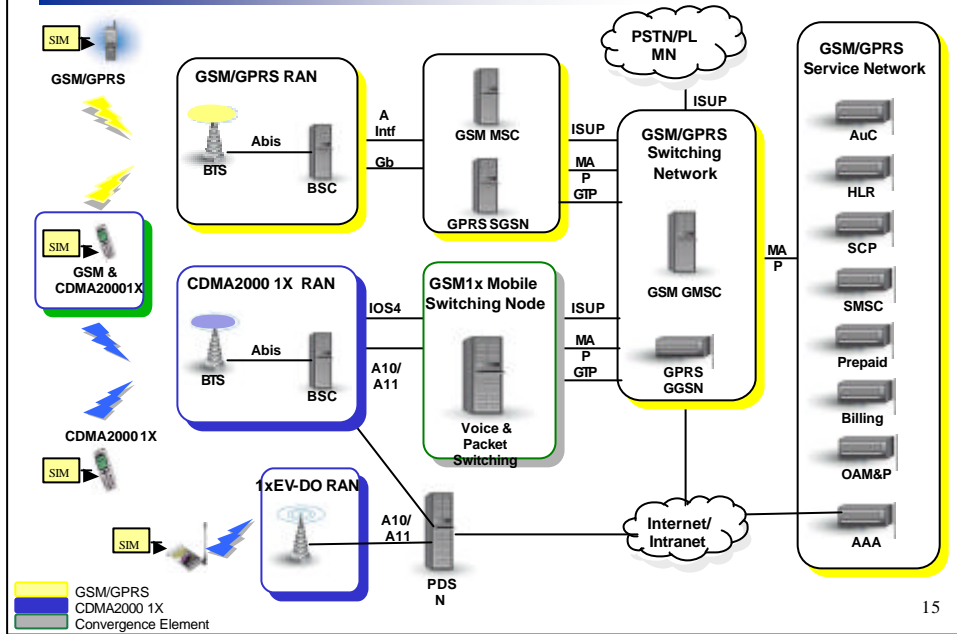 SIM
GSM/GPRS
SIM
GSM &
CDMA20001X
CDMA20001X
SIM
SIM
GSM/GPRS RAN
BTS
Abis
BSC
A
Intf
Gb
GSM MSC
GPRS SGSN
ISUP
MA
P
GTP
PSTN/PL
MN
ISUP
GSM/GPRS
Switching
Network
GSM GMSC
GPRS
GGSN
MA
P
GSM/GPRS
Service Network
AuC
HLR
SCP
SMSC
Prepaid
Billing
OAM&P
AAA
CDMA2000 1X RAN
BTS
Abis
BSC
IOS4
A10/
A11
GSM1x Mobile
Switching Node
Voice &
Packet
Switching
ISUP
MA
P
GTP
1xEV-DO RAN
A10/
A11
PDS
N
Internet/
Intranet
GSM/GPRS
CDMA2000 1X
Convergence Element
15